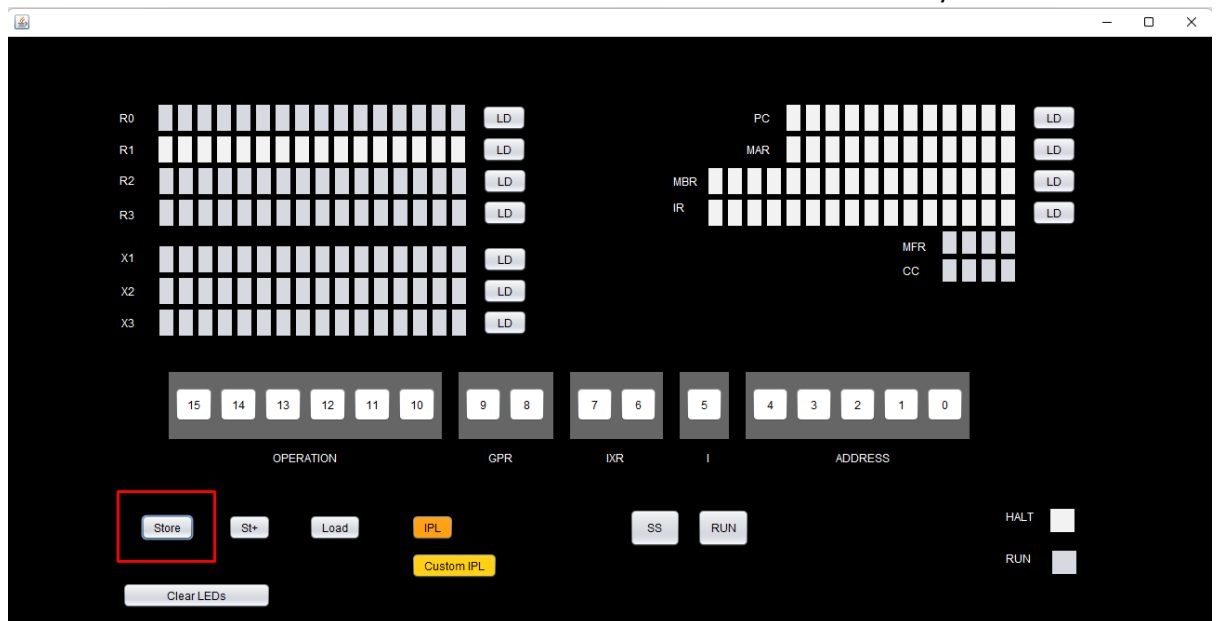 R0 LD PC LD
R1 LD MAR LD
R2 LD MBR LD
R3 LD IR LD
MFR
X1 LD CC
X2 LD
X3 LD
15 14 13 12 11 10 9 8 7 6 5 4 3 2 1 0
OPERATION GPR IXR I ADDRESS
Store St+ Load IPL SS RUN HALT
Custom IPL RUN
Clear LEDs